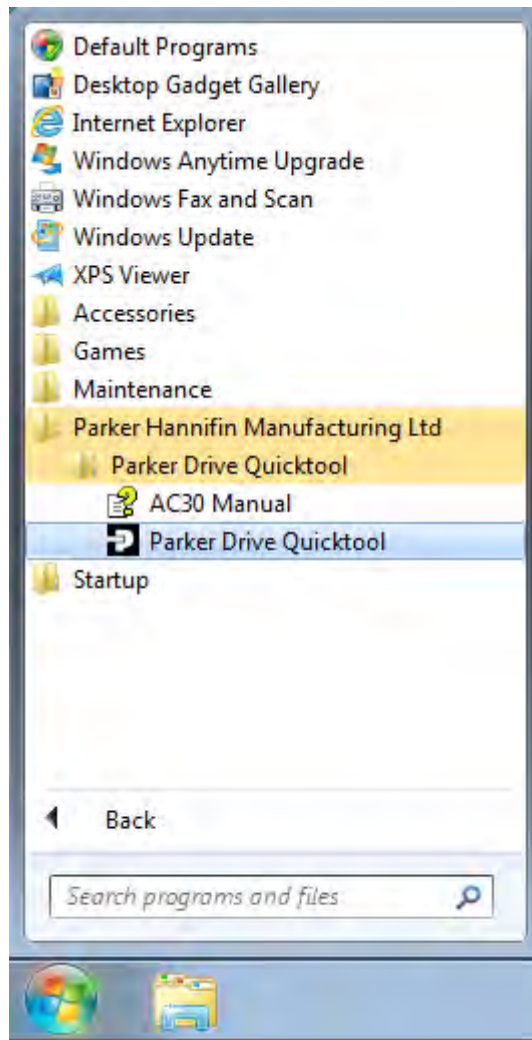 Default Programs
Desktop Gadget Gallery
Internet Explorer
Windows Anytime Upgrade
Windows Fax and Scan
Windows Update
XPS Viewer
Accessories
Games
Maintenance
Parker Hannifin Manufacturing Ltd
Parker Drive Quicktool
AC30 Manual
Parker Drive Quicktool
Startup
Back
Search programs and files